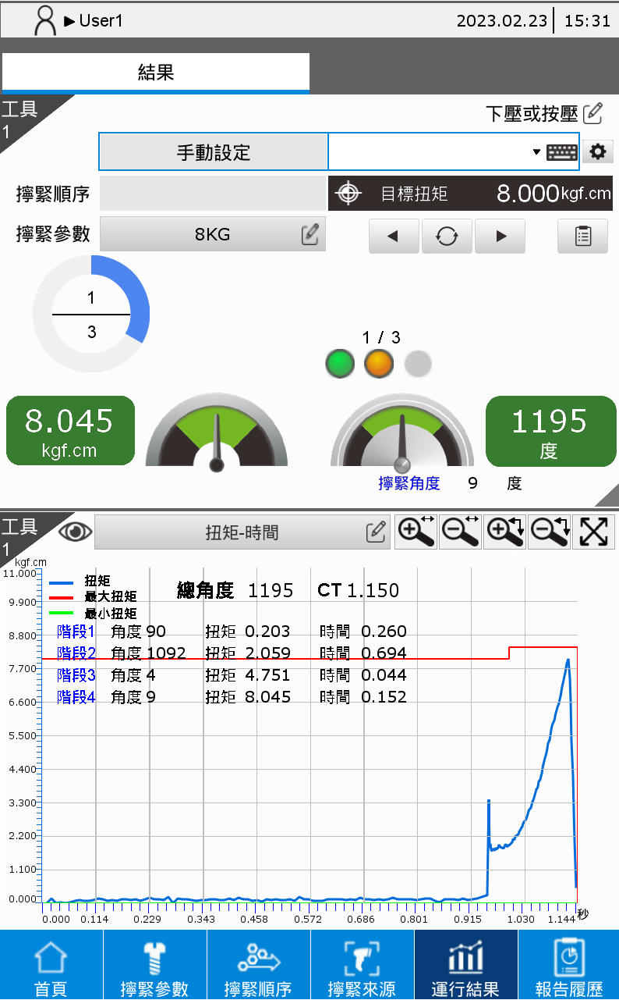 User1 2023.02.23 15:31
結果
工具
1
下壓或按壓
手動設定
擰緊順序 目標扭矩 8.000kgf.cm
擰緊參數 8KG
1
3
1 / 3
8.045
kgf.cm
1195
度
擰緊角度 9 度
工具
1
扭矩-時間
kgf.cm
11.000
9.900
8.800
7.700
6.600
5.500
4.400
3.300
2.200
1.100
0.000
扭矩
最大扭矩
最小扭矩
總角度 1195 CT 1.150
階段1 角度 90 扭矩 0.203 時間 0.260
階段2 角度 1092 扭矩 2.059 時間 0.694
階段3 角度 4 扭矩 4.751 時間 0.044
階段4 角度 9 扭矩 8.045 時間 0.152
0.000 0.114 0.229 0.343 0.458 0.572 0.686 0.801 0.915 1.030 1.144 秒
首頁 擰緊參數 擰緊順序 擰緊來源 運行結果 報告履歷